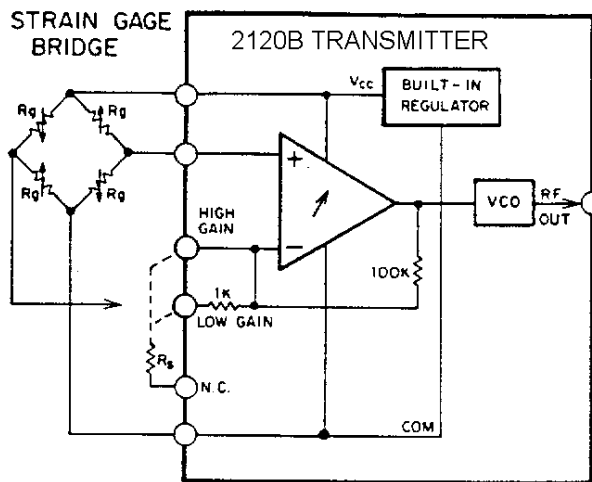 STRAIN GAGE
BRIDGE
2120B TRANSMITTER
Vcc
BUILT-IN
REGULATOR
Rg
Rg
Rg
Rg
+
HIGH
GAIN
−
VCO
RF
OUT
100K
1K
LOW GAIN
Rs
N.C.
COM